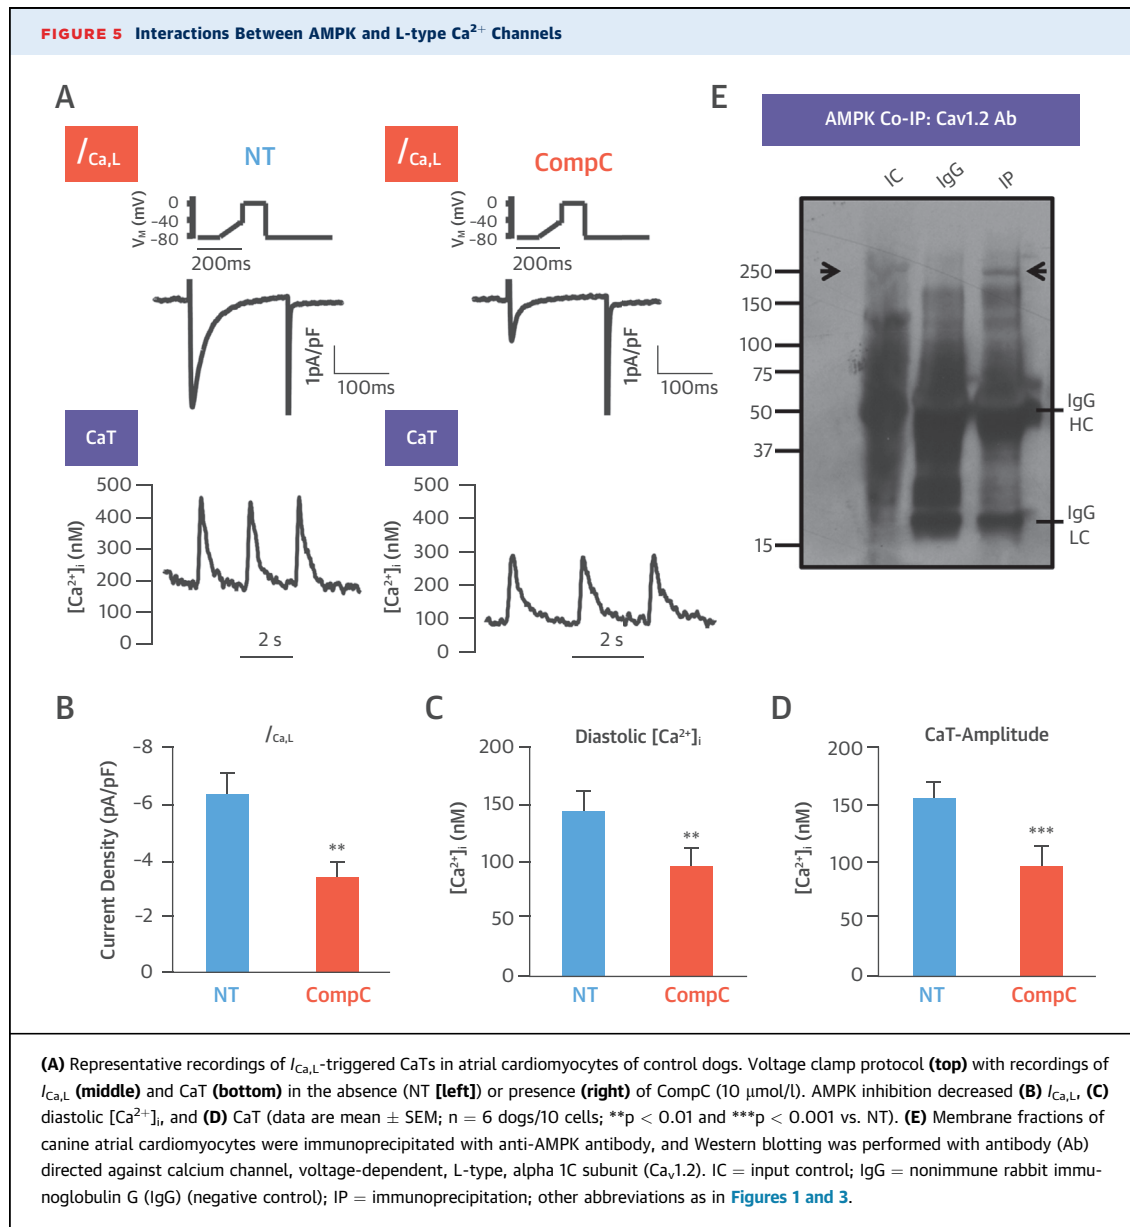 FIGURE 5 Interactions Between AMPK and L-type Ca2+ Channels
A
ICa,L
NT
VM (mV)
0
-40
-80
200ms
1pA/pF
100ms
ICa,L
CompC
VM (mV)
0
-40
-80
200ms
1pA/pF
100ms
CaT
[Ca2+]i (nM)
500
400
300
200
100
0
2 s
CaT
[Ca2+]i (nM)
500
400
300
200
100
0
2 s
E
AMPK Co-IP: Cav1.2 Ab
IC IgG IP
250
150
100
75
50
37
15
IgG
HC
IgG
LC
B
ICa,L
Current Density (pA/pF)
-8
-6
-4
-2
0
**
NT CompC
C
Diastolic [Ca2+]i
[Ca2+]i (nM)
200
150
100
50
0
**
NT CompC
D
CaT-Amplitude
[Ca2+]i (nM)
200
150
100
50
0
***
NT CompC
(A) Representative recordings of ICa,L-triggered CaTs in atrial cardiomyocytes of control dogs. Voltage clamp protocol (top) with recordings of
ICa,L (middle) and CaT (bottom) in the absence (NT [left]) or presence (right) of CompC (10 μmol/l). AMPK inhibition decreased (B) ICa,L, (C)
diastolic [Ca2+]i, and (D) CaT (data are mean ± SEM; n = 6 dogs/10 cells; **p < 0.01 and ***p < 0.001 vs. NT). (E) Membrane fractions of
canine atrial cardiomyocytes were immunoprecipitated with anti-AMPK antibody, and Western blotting was performed with antibody (Ab)
directed against calcium channel, voltage-dependent, L-type, alpha 1C subunit (Cav1.2). IC = input control; IgG = nonimmune rabbit immu-
noglobulin G (IgG) (negative control); IP = immunoprecipitation; other abbreviations as in Figures 1 and 3.